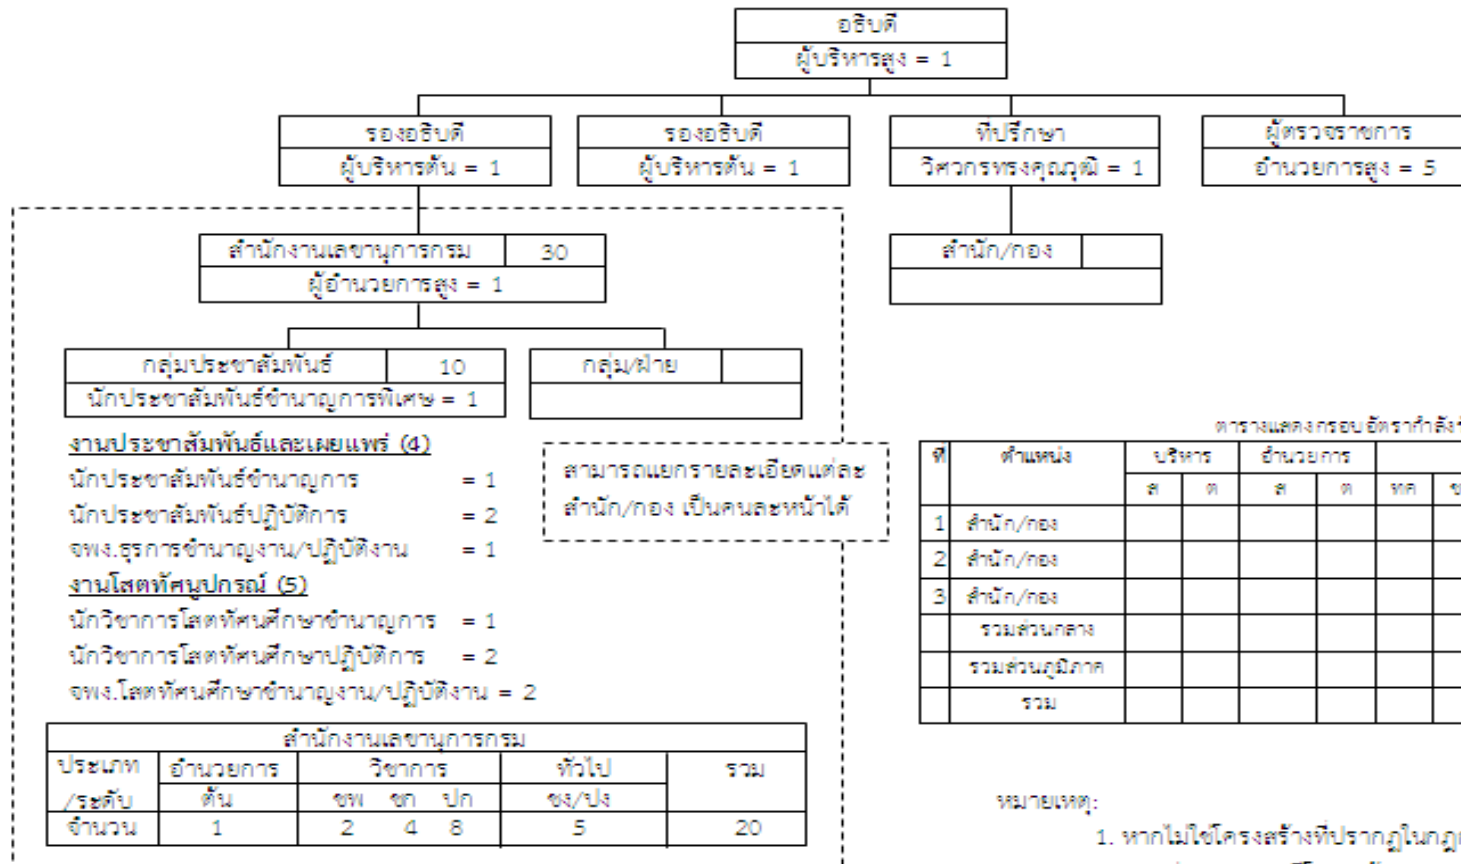 อธิบดี
ผู้บริหารสูง = 1
รองอธิบดี
ผู้บริหารต้น = 1
รองอธิบดี
ผู้บริหารต้น = 1
ที่ปรึกษา
วิศวกรทรงคุณวุฒิ = 1
ผู้ตรวจราชการ
อำนวยการสูง = 5
สำนักงานเลขานุการกรม 30
ผู้อำนวยการสูง = 1
สำนัก/กอง
กลุ่มประชาสัมพันธ์ 10
นักประชาสัมพันธ์ชำนาญการพิเศษ = 1
กลุ่ม/ฝ่าย
งานประชาสัมพันธ์และเผยแพร่ (4)
นักประชาสัมพันธ์ชำนาญการ = 1
นักประชาสัมพันธ์ปฏิบัติการ = 2
จพง.ธุรการชำนาญงาน/ปฏิบัติงาน = 1
งานโสตทัศนูปกรณ์ (5)
นักวิชาการโสตทัศนศึกษาชำนาญการ = 1
นักวิชาการโสตทัศนศึกษาปฏิบัติการ = 2
จพง.โสตทัศนศึกษาชำนาญงาน/ปฏิบัติงาน = 2
สามารถแยกรายละเอียดแต่ละ
สำนัก/กอง เป็นคนละหน้าได้
สำนักงานเลขานุการกรม
ประเภท อำนวยการ วิชาการ ทั่วไป รวม
/ระดับ ต้น ชพ ชก ปก ชง/ปง
จำนวน 1 2 4 8 5 20
ตารางแสดงกรอบอัตรากำลัง
ที่ ตำแหน่ง บริหาร อำนวยการ
ส ต ส ต ทค ช
1 สำนัก/กอง
2 สำนัก/กอง
3 สำนัก/กอง
รวมส่วนกลาง
รวมส่วนภูมิภาค
รวม
หมายเหตุ:
1. หากไม่ใช่โครงสร้างที่ปรากฏในกฎ